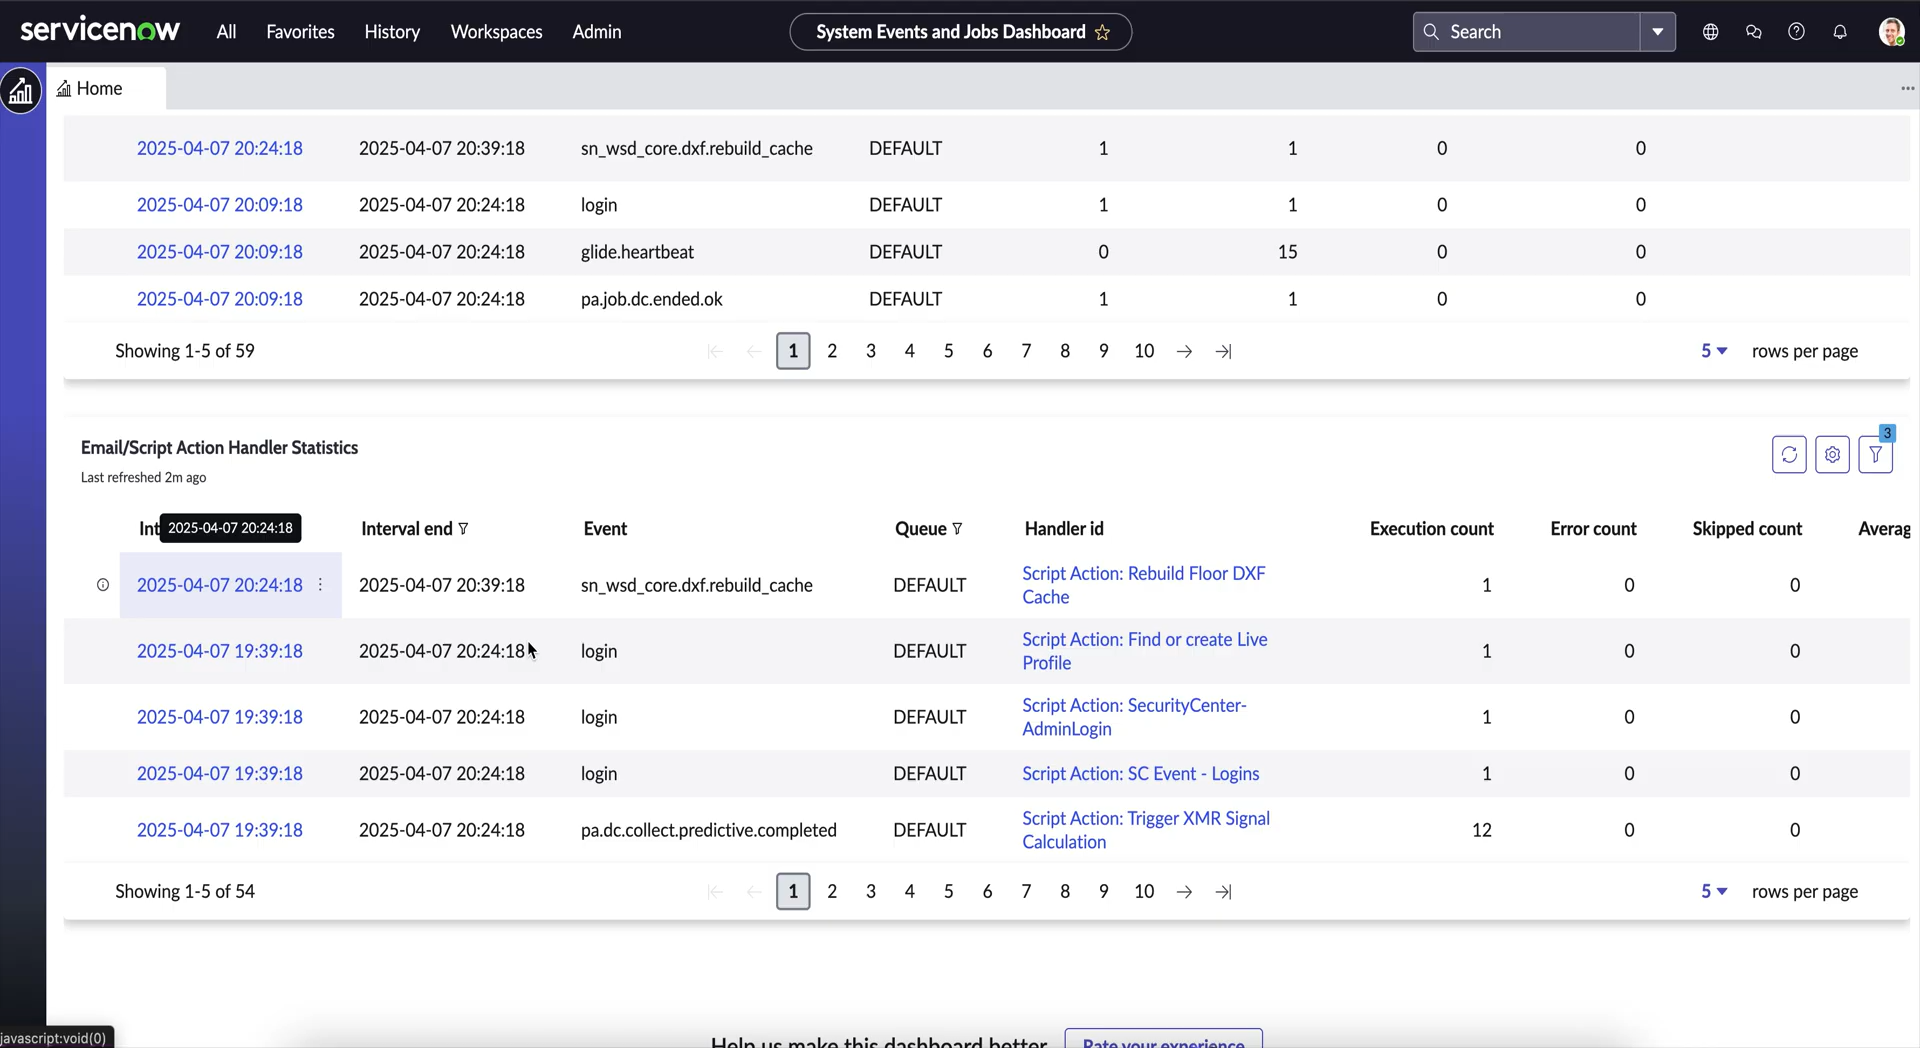 servicenow All Favorites History Workspaces Admin System Events and Jobs Dashboard Search
Home
2025-04-07 20:24:18 2025-04-07 20:39:18 sn_wsd_core.dxf.rebuild_cache DEFAULT 1 1 0 0
2025-04-07 20:09:18 2025-04-07 20:24:18 login DEFAULT 1 1 0 0
2025-04-07 20:09:18 2025-04-07 20:24:18 glide.heartbeat DEFAULT 0 15 0 0
2025-04-07 20:09:18 2025-04-07 20:24:18 pa.job.dc.ended.ok DEFAULT 1 1 0 0
Showing 1-5 of 59 1 2 3 4 5 6 7 8 9 10 5 rows per page
3
Email/Script Action Handler Statistics
Last refreshed 2m ago
Int 2025-04-07 20:24:18 Interval end Event Queue Handler id Execution count Error count Skipped count Averag
2025-04-07 20:24:18 2025-04-07 20:39:18 sn_wsd_core.dxf.rebuild_cache DEFAULT Script Action: Rebuild Floor DXF 1 0 0
Cache
2025-04-07 19:39:18 2025-04-07 20:24:18 login DEFAULT Script Action: Find or create Live 1 0 0
Profile
2025-04-07 19:39:18 2025-04-07 20:24:18 login DEFAULT Script Action: SecurityCenter- 1 0 0
AdminLogin
2025-04-07 19:39:18 2025-04-07 20:24:18 login DEFAULT Script Action: SC Event - Logins 1 0 0
2025-04-07 19:39:18 2025-04-07 20:24:18 pa.dc.collect.predictive.completed DEFAULT Script Action: Trigger XMR Signal 12 0 0
Calculation
Showing 1-5 of 54 1 2 3 4 5 6 7 8 9 10 5 rows per page
javascript:void(0)
Help us make this dashboard better Rate your experience